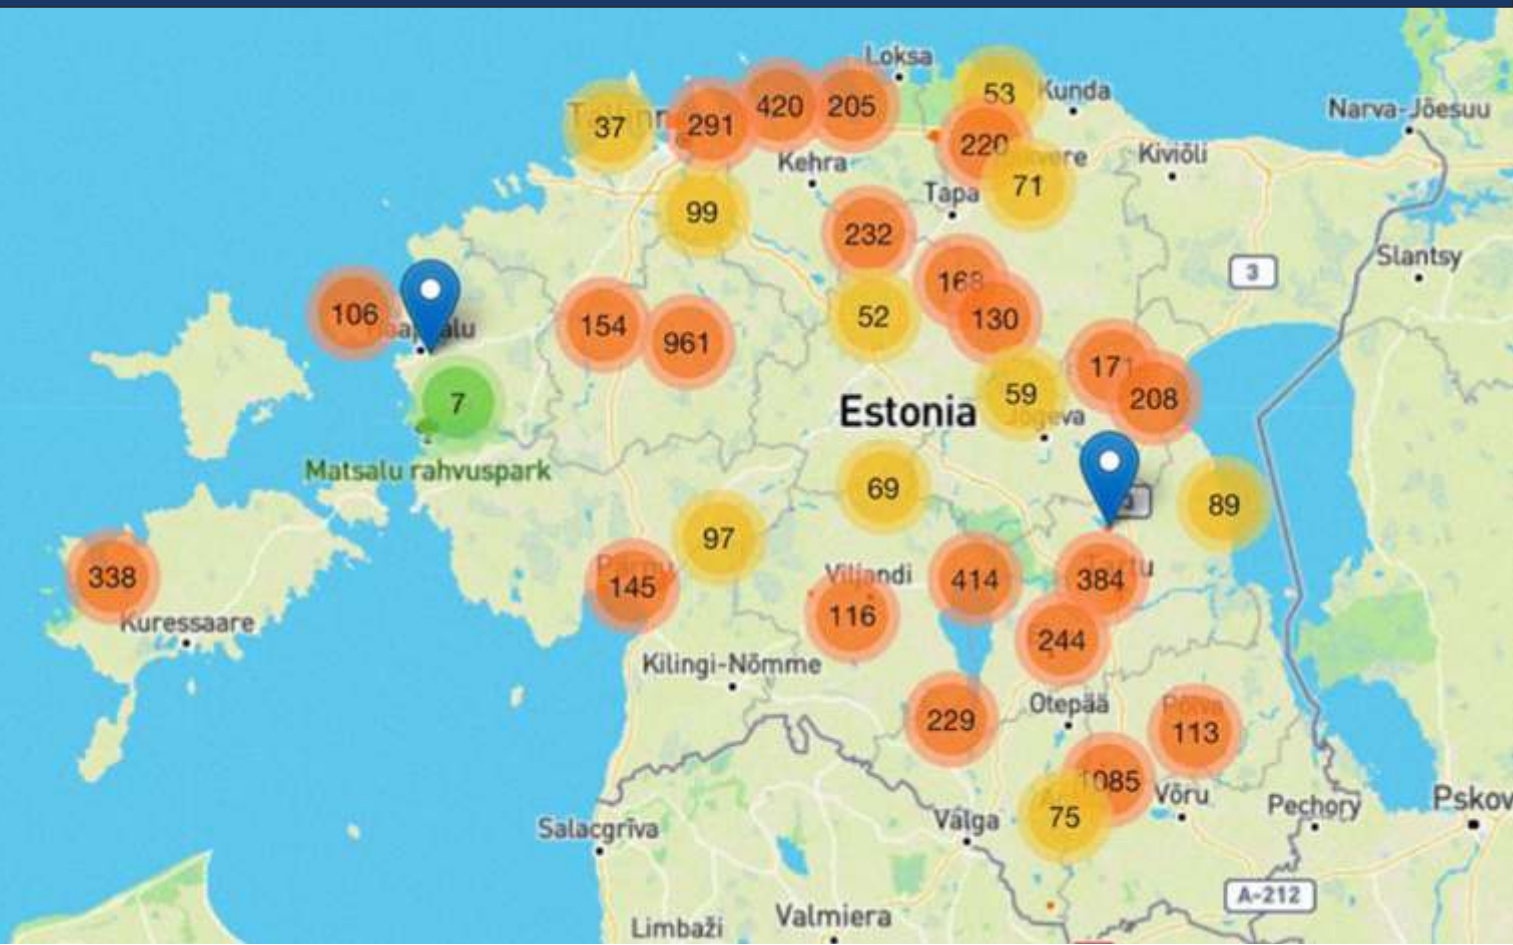 Loksa
53
Kunda
420
205
Narva-Jõesuu
37
291
220
Kehra
Kiviõli
71
Tapa
99
232
Slantsy
3
168
106
52
130
154
961
171
59
208
7
Estonia
Matsalu rahvuspark
69
89
97
338
145
Viljandi
414
384
116
Kuressaare
244
Kilingi-Nõmme
Otepää
229
113
1085
Võru
Pechory
Pskov
75
Salacgrīva
Valga
A-212
Limbaži
Valmiera